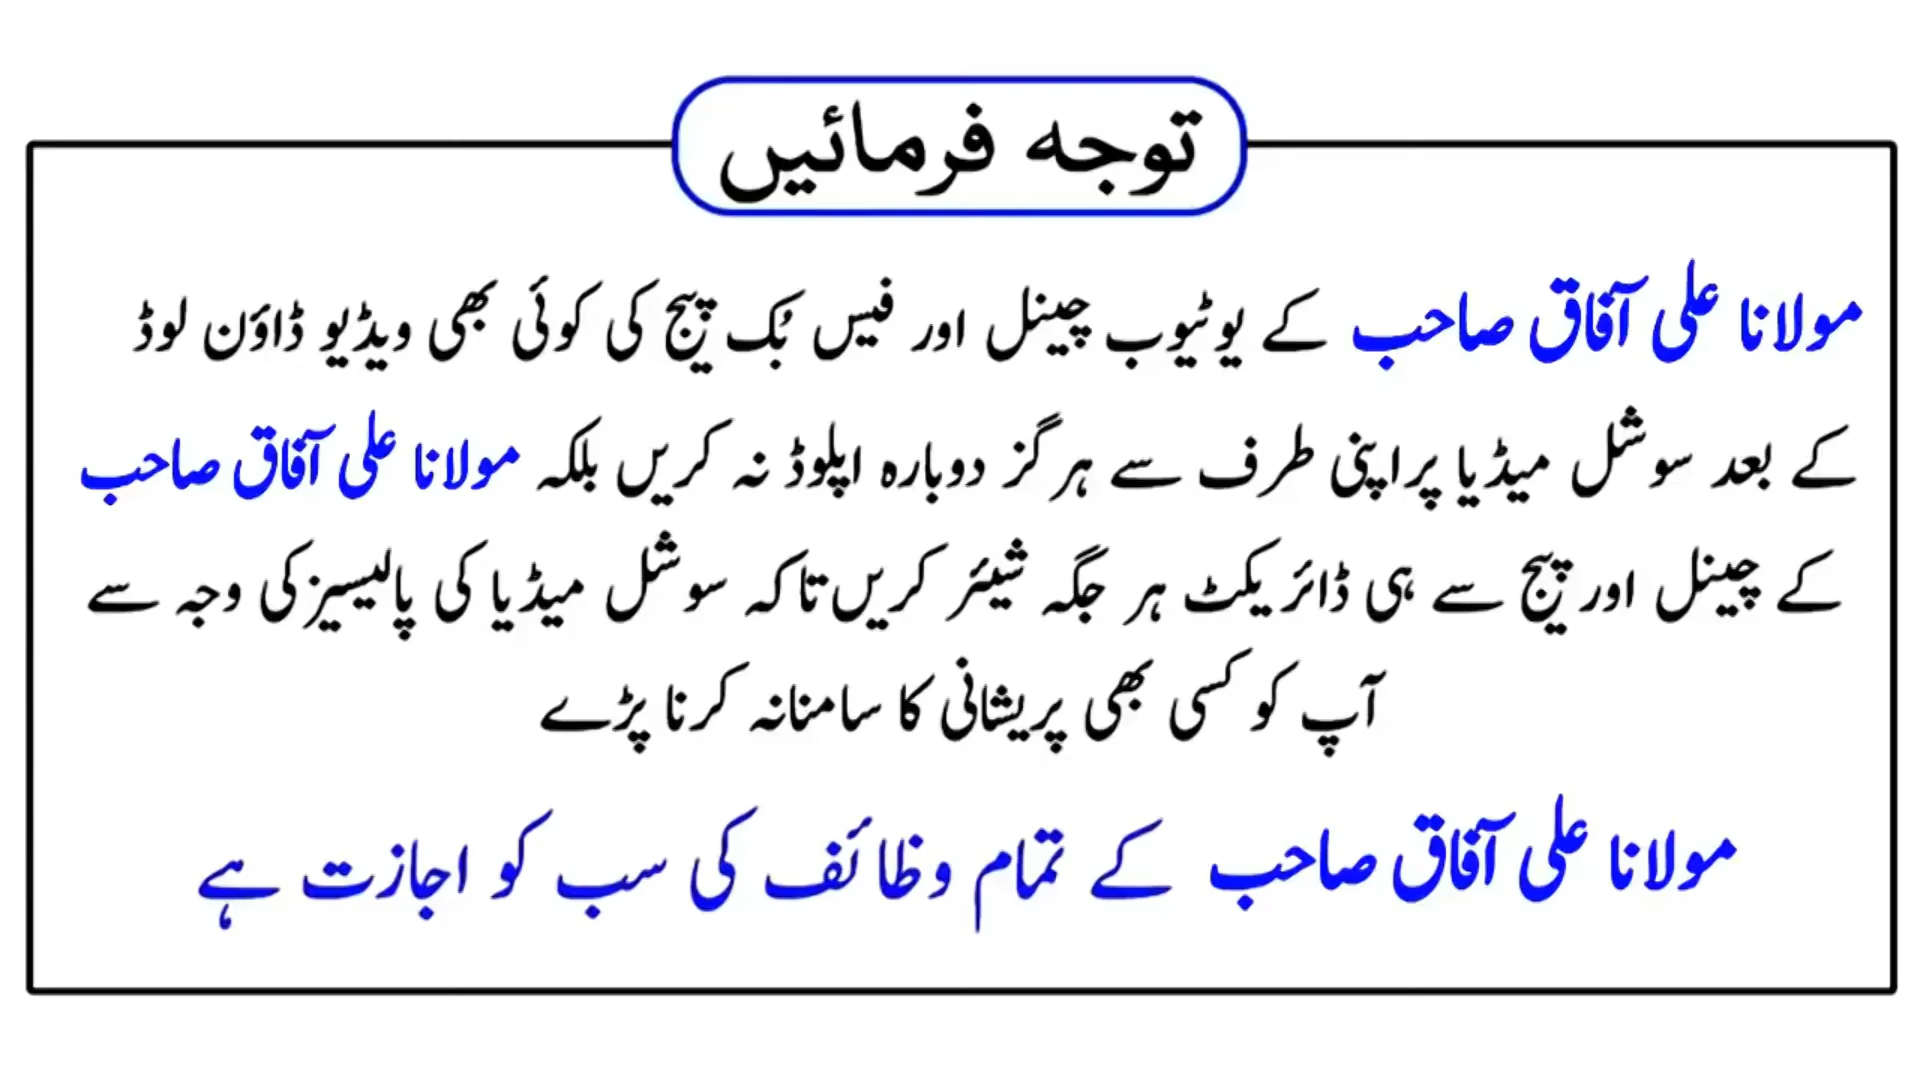 توجہ فرمائیں
مولانا علی آفاق صاحب کے یوٹیوب چینل اور فیس بُک پیج کی کوئی بھی ویڈیو ڈاؤن لوڈ
کے بعد سوشل میڈیا پر اپنی طرف سے ہرگز دوبارہ اپلوڈ نہ کریں بلکہ مولانا علی آفاق صاحب
کے چینل اور پیج سے ہی ڈائریکٹ ہر جگہ شیئر کریں تاکہ سوشل میڈیا کی پالیسیز کی وجہ سے
آپ کو کسی بھی پریشانی کا سامنا نہ کرنا پڑے
مولانا علی آفاق صاحب کے تمام وظائف کی سب کو اجازت ہے